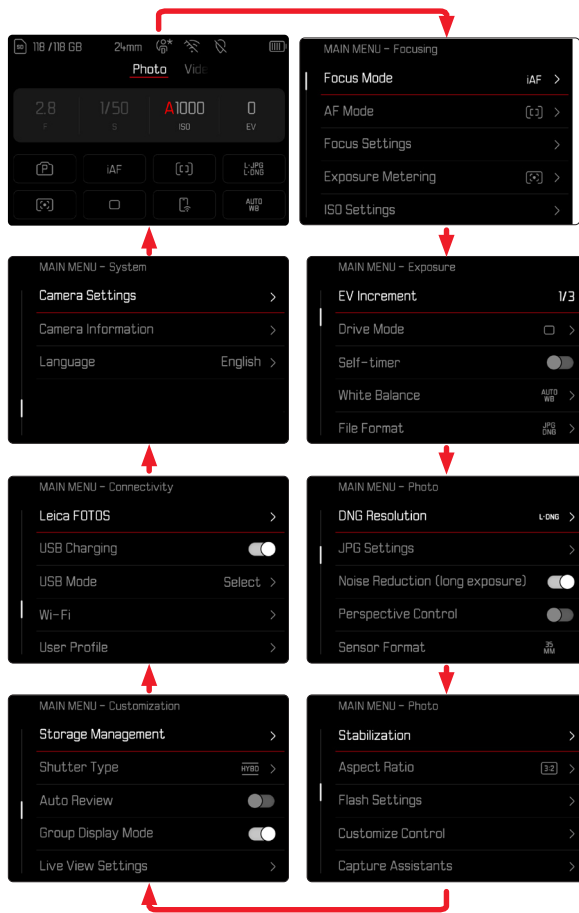 118 / 118 GB 24mm
Photo Vide
2.8 1/50 A1000 0
F S ISO EV
P iAF L-JPG
L-DNG
AUTO
WB
MAIN MENU - Focusing
Focus Mode iAF
AF Mode
Focus Settings
Exposure Metering
ISO Settings
MAIN MENU - System
Camera Settings
Camera Information
Language English
MAIN MENU - Exposure
EV Increment 1/3
Drive Mode
Self-timer
White Balance AUTO WB
File Format JPG DNG
MAIN MENU - Connectivity
Leica FOTOS
USB Charging
USB Mode Select
Wi-Fi
User Profile
MAIN MENU - Photo
DNG Resolution L-DNG
JPG Settings
Noise Reduction (long exposure)
Perspective Control
Sensor Format 35 MM
MAIN MENU - Customization
Storage Management
Shutter Type HYBD
Auto Review
Group Display Mode
Live View Settings
MAIN MENU - Photo
Stabilization
Aspect Ratio 3:2
Flash Settings
Customize Control
Capture Assistants